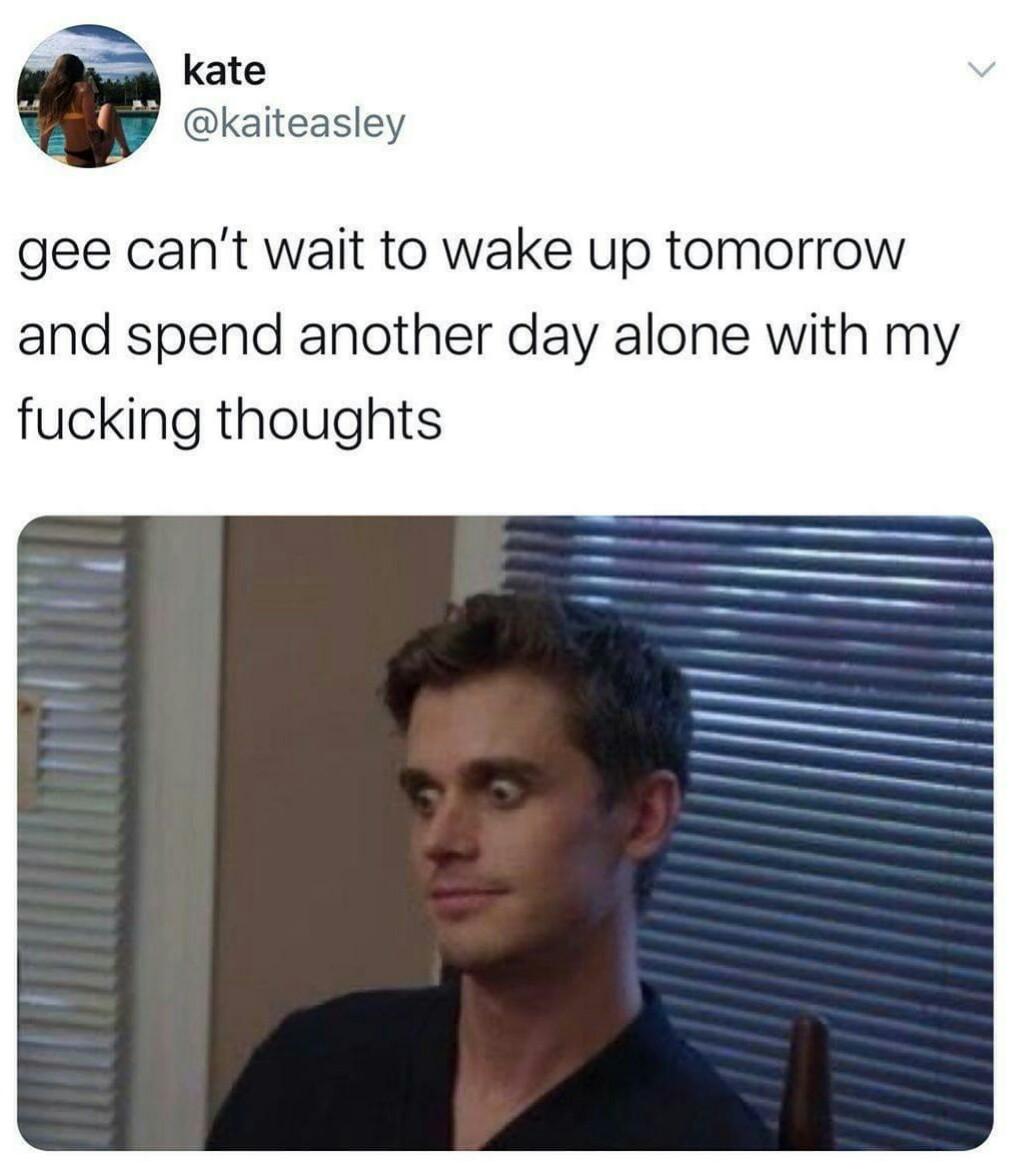 kate
@kaiteasley
gee can't wait to wake up tomorrow
and spend another day alone with my
fucking thoughts